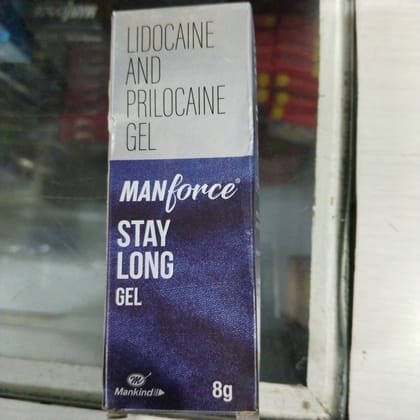 LIDOCAINE
AND
PRILOCAINE
GEL
MANforce®
STAY
LONG
GEL
m
Mankind
8g